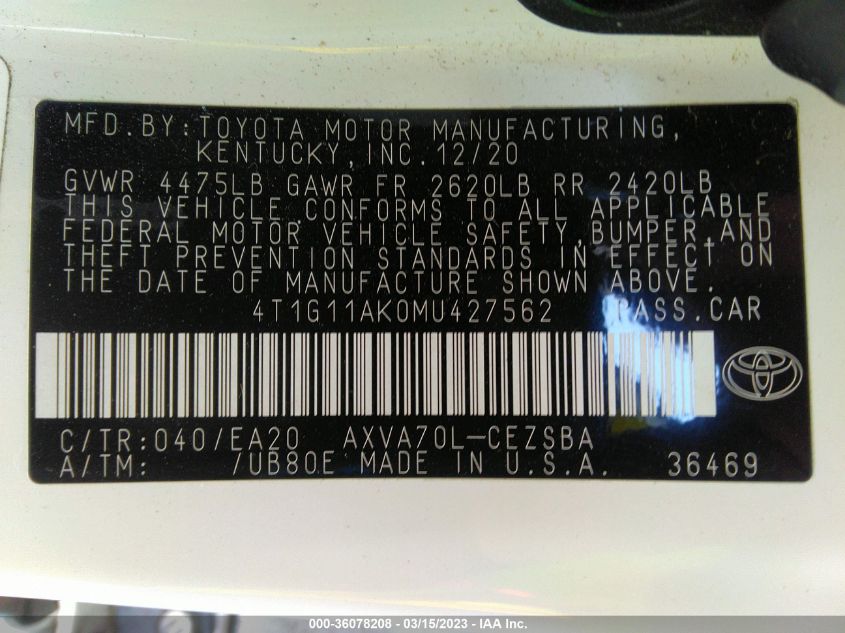 MFD.BY:TOYOTA MOTOR MANUFACTURING,
KENTUCKY,INC.12/20
GVWR 4475LB GAWR FR 2620LB RR 2420LB
THIS VEHICLE CONFORMS TO ALL APPLICABLE
FEDERAL MOTOR VEHICLE SAFETY,BUMPER,AND
THEFT PREVENTION STANDARDS IN EFFECT ON
THE DATE OF MANUFACTURE SHOWN ABOVE.
4T1G11AK0MU427562 PASS.CAR
C/TR:040/EA20 AXVA70L-CEZSBA
A/TM: /UB80E MADE IN U.S.A. 36469
000-36078208 - 03/15/2023 - IAA Inc.